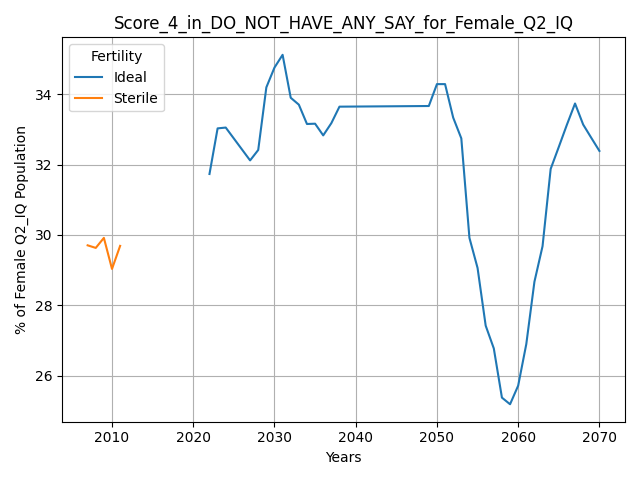 Score_4_in_DO_NOT_HAVE_ANY_SAY_for_Female_Q2_IQ
Fertility
Ideal
Sterile
% of Female Q2_IQ Population
34
32
30
28
26
2010 2020 2030 2040 2050 2060 2070
Years